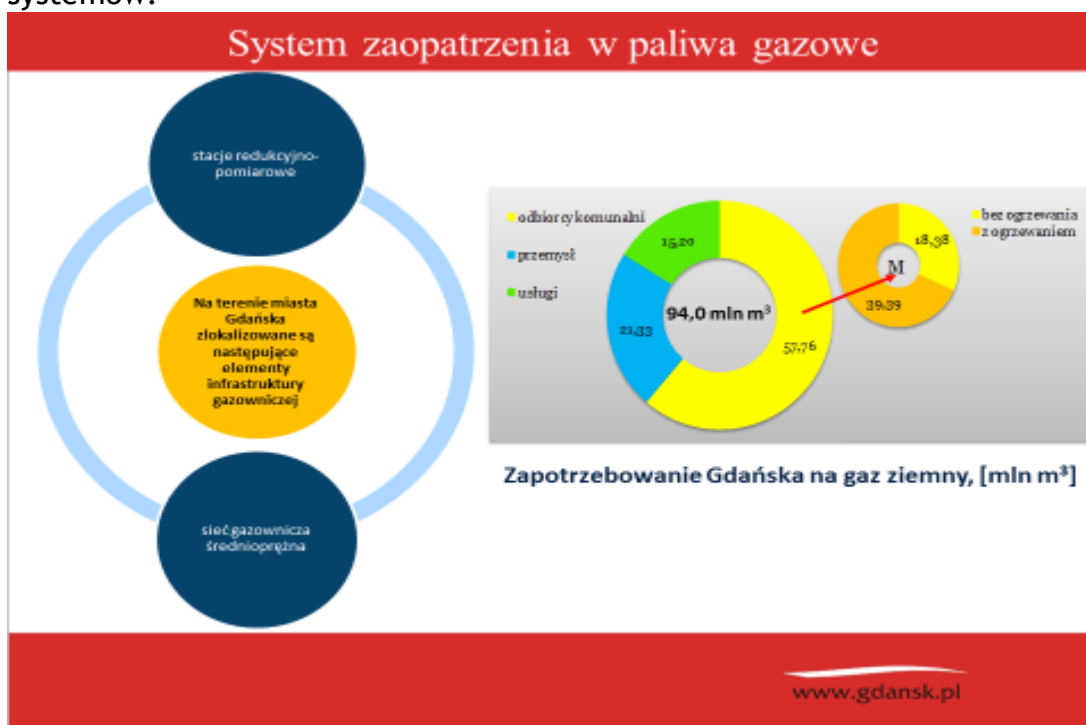 systemów.
System zaopatrzenia w paliwa gazowe
stacje redukcyjno-
pomiarowe
Na terenie miasta
Gdańska
zlokalizowane są
następujące
elementy
infrastruktury
gazowniczej
sieć gazownicza
średnioprężna
odbiorcy komunalni
przemysł
usługi
15,20
21,33
94,0 mln m³
57,76
18,38
M
39,39
bez ogrzewania
z ogrzewaniem
Zapotrzebowanie Gdańska na gaz ziemny, [mln m³]
www.gdansk.pl